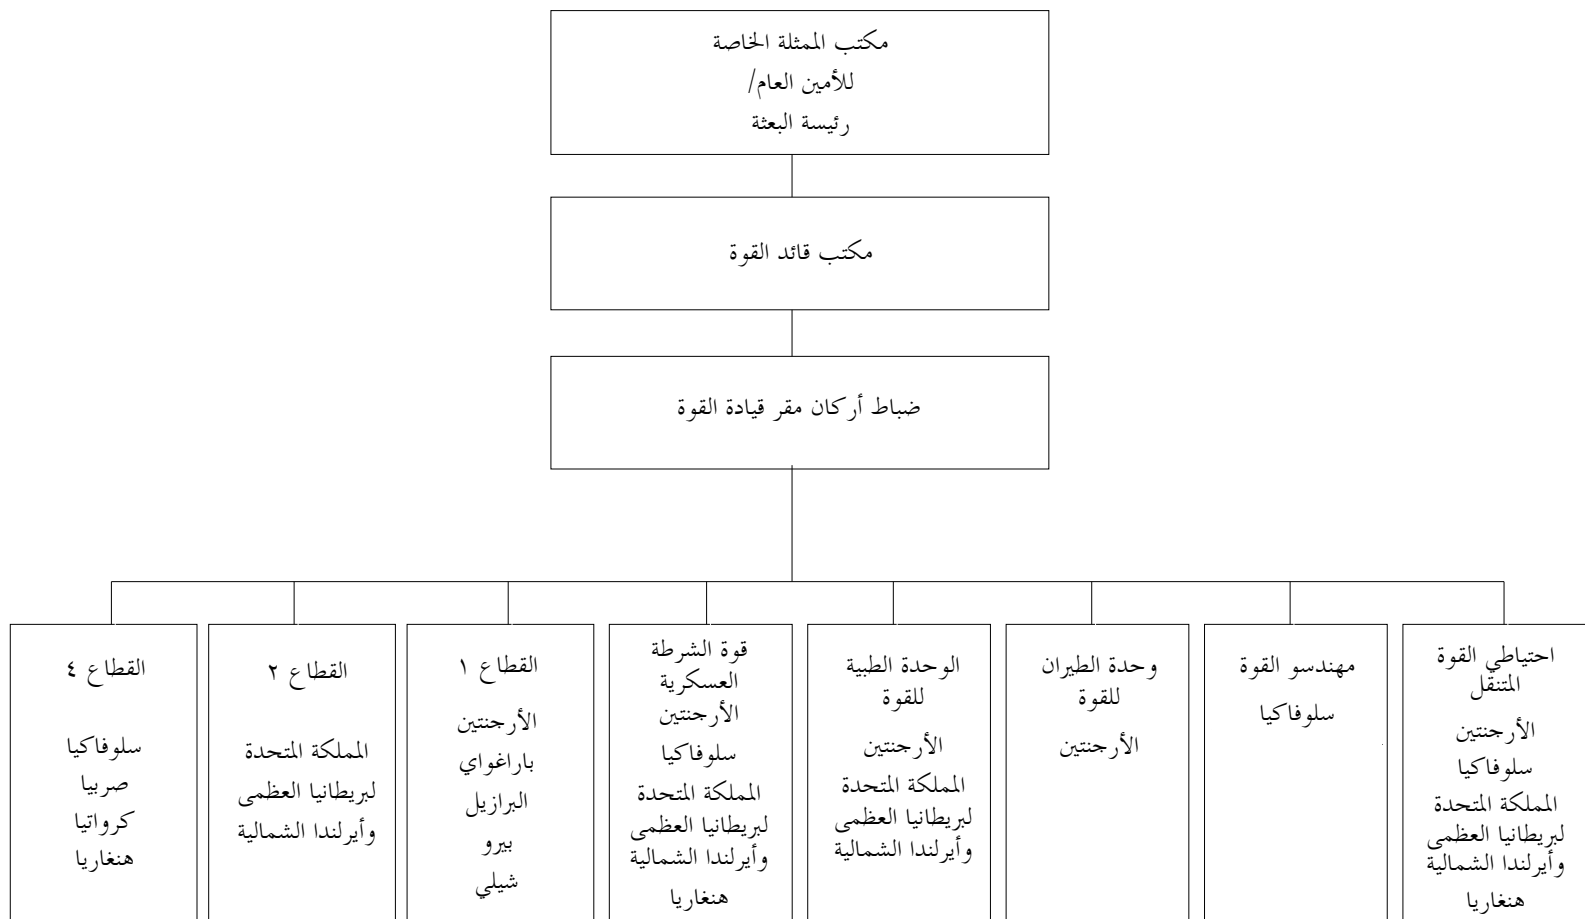 مكتب الممثلة الخاصة
للأمين العام/
رئيسة البعثة
مكتب قائد القوة
ضباط أركان مقر قيادة القوة
احتياطي القوة
المتنقل
الأرجنتين
سلوفاكيا
المملكة المتحدة
لبريطانيا العظمى
وأيرلندا الشمالية
هنغاريا
مهندسو القوة
سلوفاكيا
وحدة الطيران
للقوة
الأرجنتين
الوحدة الطبية
للقوة
الأرجنتين
المملكة المتحدة
لبريطانيا العظمى
وأيرلندا الشمالية
قوة الشرطة
العسكرية
الأرجنتين
سلوفاكيا
المملكة المتحدة
لبريطانيا العظمى
وأيرلندا الشمالية
هنغاريا
القطاع ١
الأرجنتين
باراغواي
البرازيل
بيرو
شيلي
القطاع ٢
المملكة المتحدة
لبريطانيا العظمى
وأيرلندا الشمالية
القطاع ٤
سلوفاكيا
صربيا
كرواتيا
هنغاريا